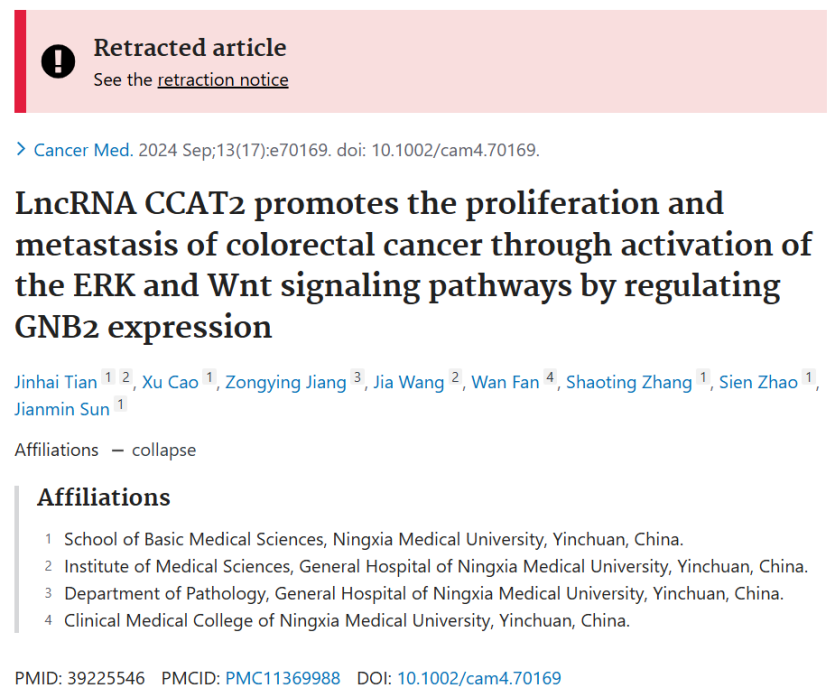 Retracted article
See the retraction notice
> Cancer Med. 2024 Sep;13(17):e70169. doi: 10.1002/cam4.70169.
LncRNA CCAT2 promotes the proliferation and
metastasis of colorectal cancer through activation of
the ERK and Wnt signaling pathways by regulating
GNB2 expression
Jinhai Tian 1 2, Xu Cao 1, Zongying Jiang 3, Jia Wang 2, Wan Fan 4, Shaoting Zhang 1, Sien Zhao 1,
Jianmin Sun 1
Affiliations — collapse
Affiliations
1 School of Basic Medical Sciences, Ningxia Medical University, Yinchuan, China.
2 Institute of Medical Sciences, General Hospital of Ningxia Medical University, Yinchuan, China.
3 Department of Pathology, General Hospital of Ningxia Medical University, Yinchuan, China.
4 Clinical Medical College of Ningxia Medical University, Yinchuan, China.
PMID: 39225546 PMCID: PMC11369988 DOI: 10.1002/cam4.70169